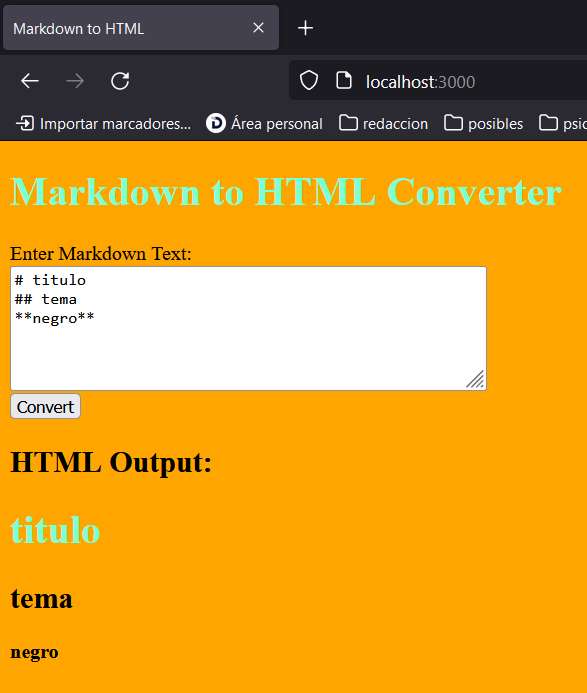 Markdown to HTML
localhost:3000
Importar marcadores... Área personal redaccion posibles psic
Markdown to HTML Converter
Enter Markdown Text:
# titulo
## tema
**negro**
Convert
HTML Output:
titulo
tema
negro